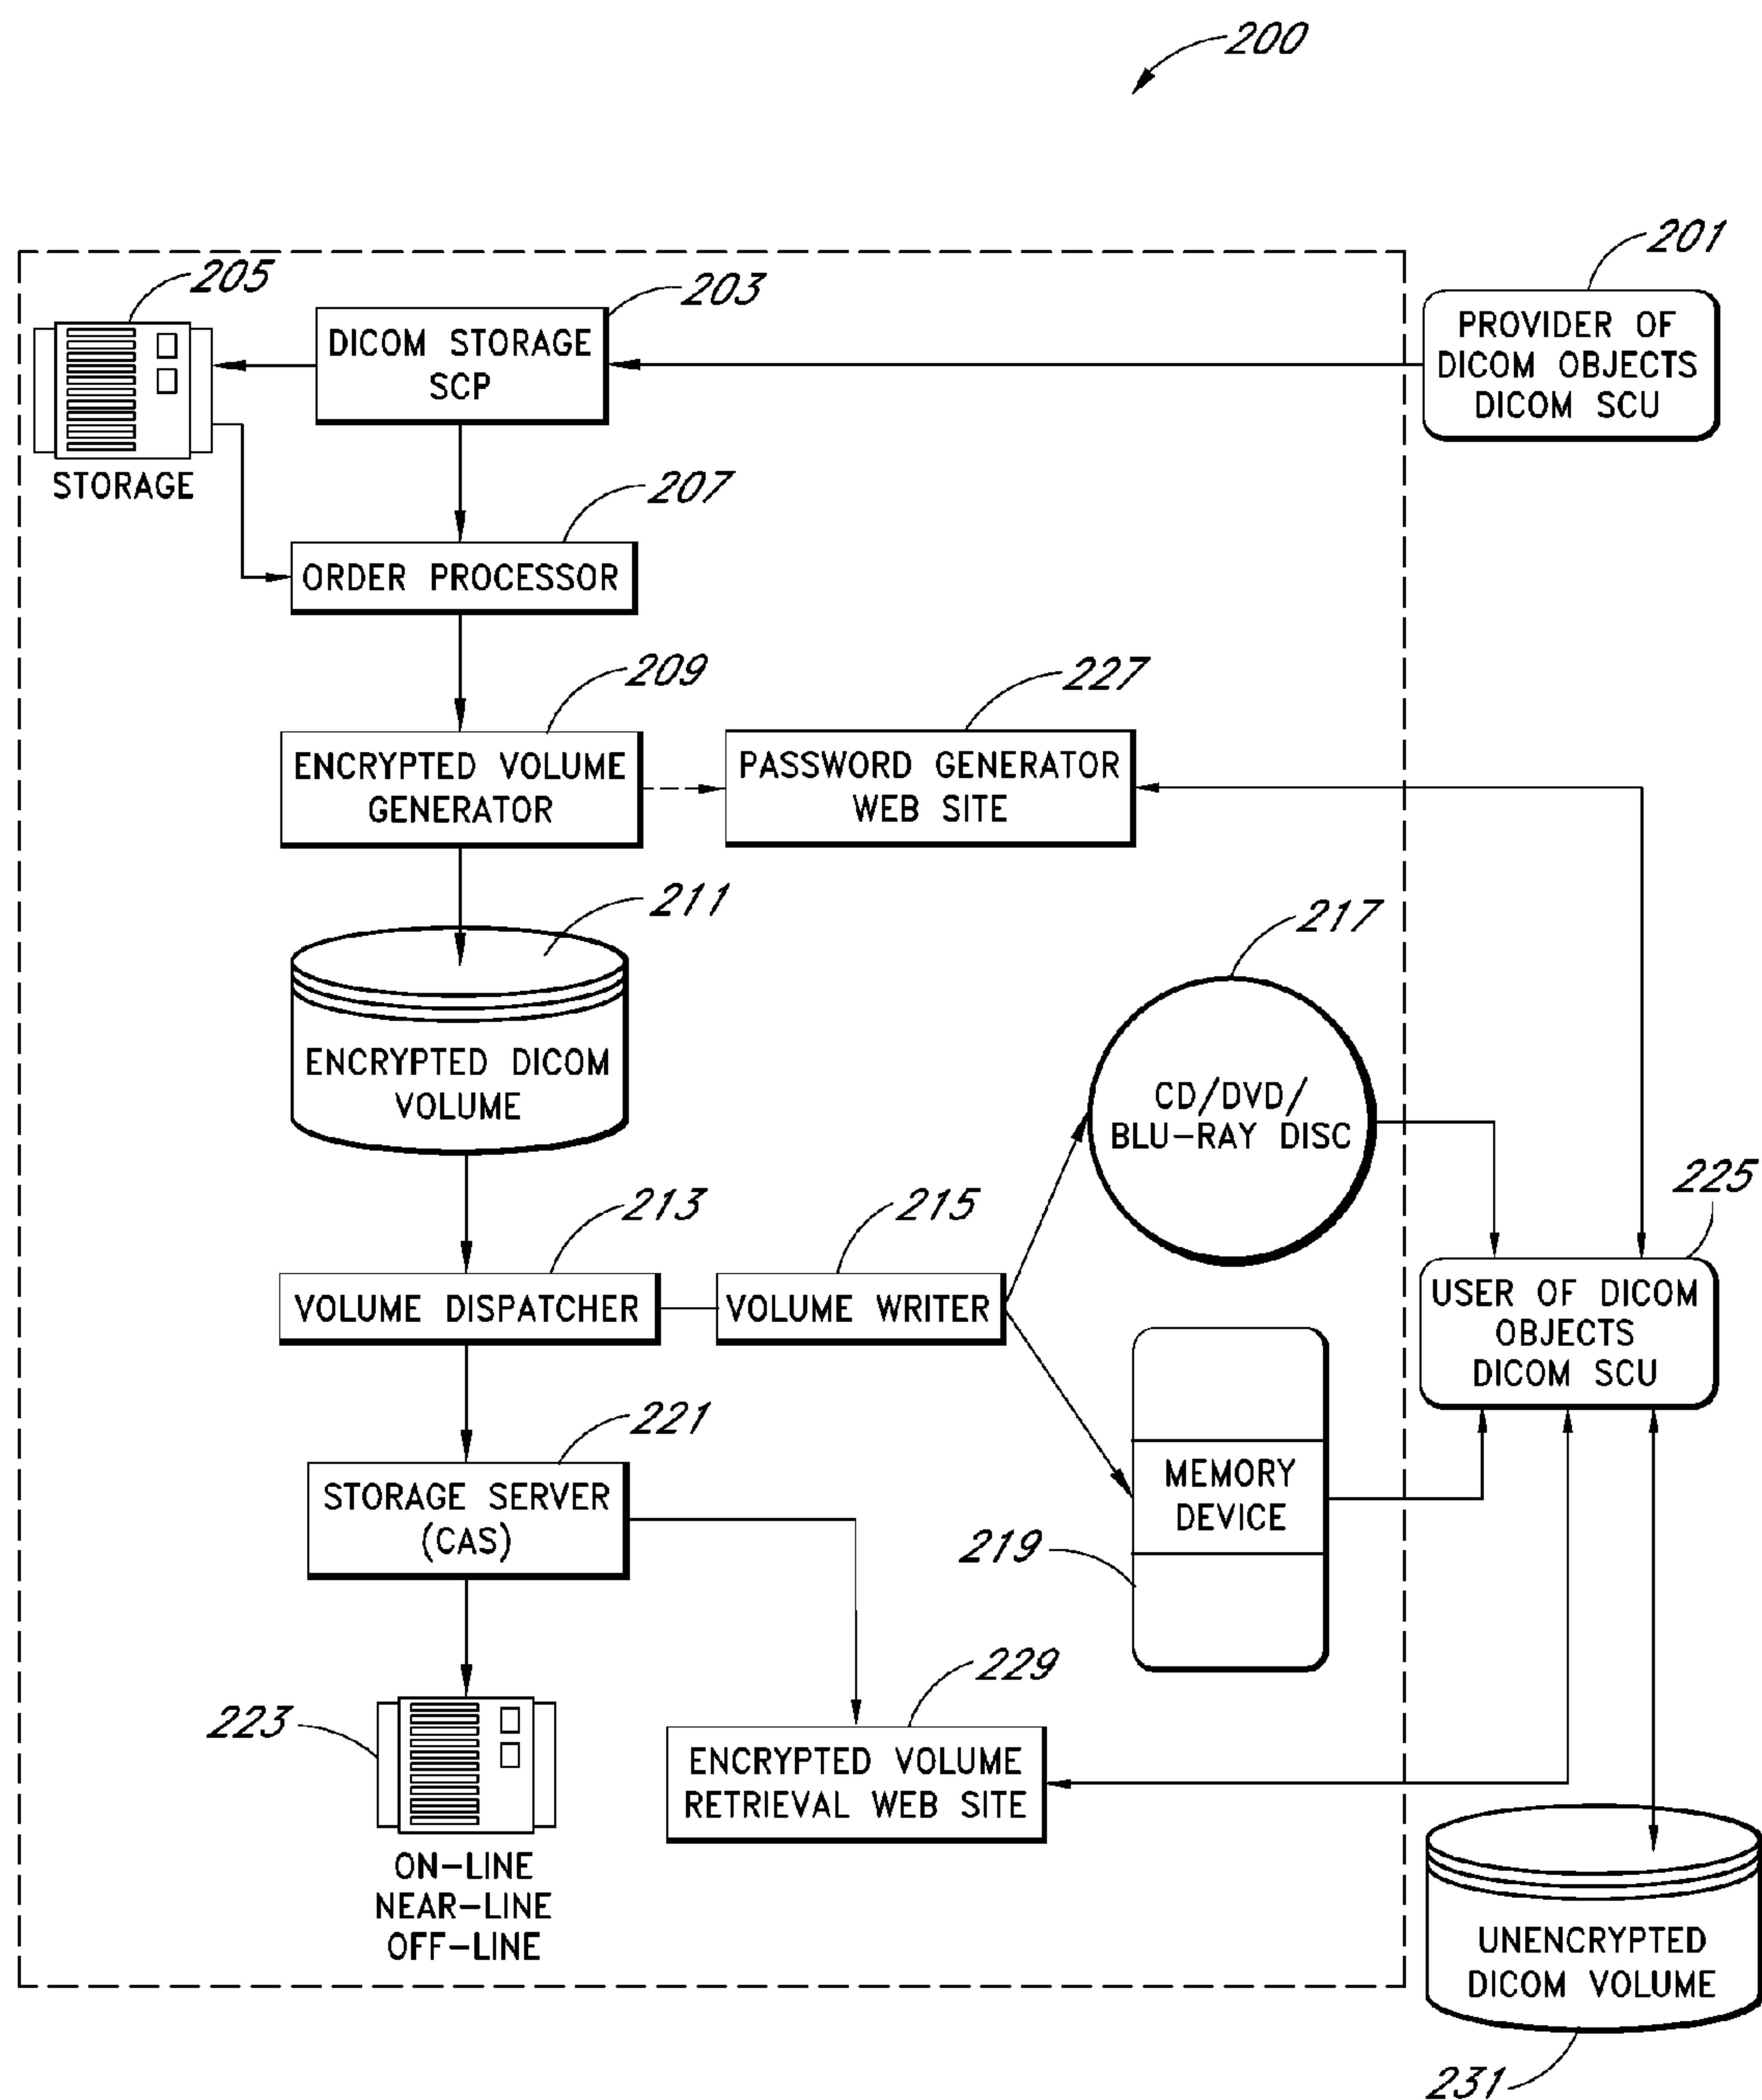 200
201
205
203
PROVIDER OF
DICOM OBJECTS
DICOM SCU
DICOM STORAGE
SCP
STORAGE
207
ORDER PROCESSOR
209
227
ENCRYPTED VOLUME
GENERATOR
PASSWORD GENERATOR
WEB SITE
211
217
ENCRYPTED DICOM
VOLUME
CD/DVD/
BLU-RAY DISC
213
215
225
VOLUME DISPATCHER
VOLUME WRITER
USER OF DICOM
OBJECTS
DICOM SCU
221
STORAGE SERVER
(CAS)
MEMORY
DEVICE
219
229
223
ENCRYPTED VOLUME
RETRIEVAL WEB SITE
ON-LINE
NEAR-LINE
OFF-LINE
UNENCRYPTED
DICOM VOLUME
231